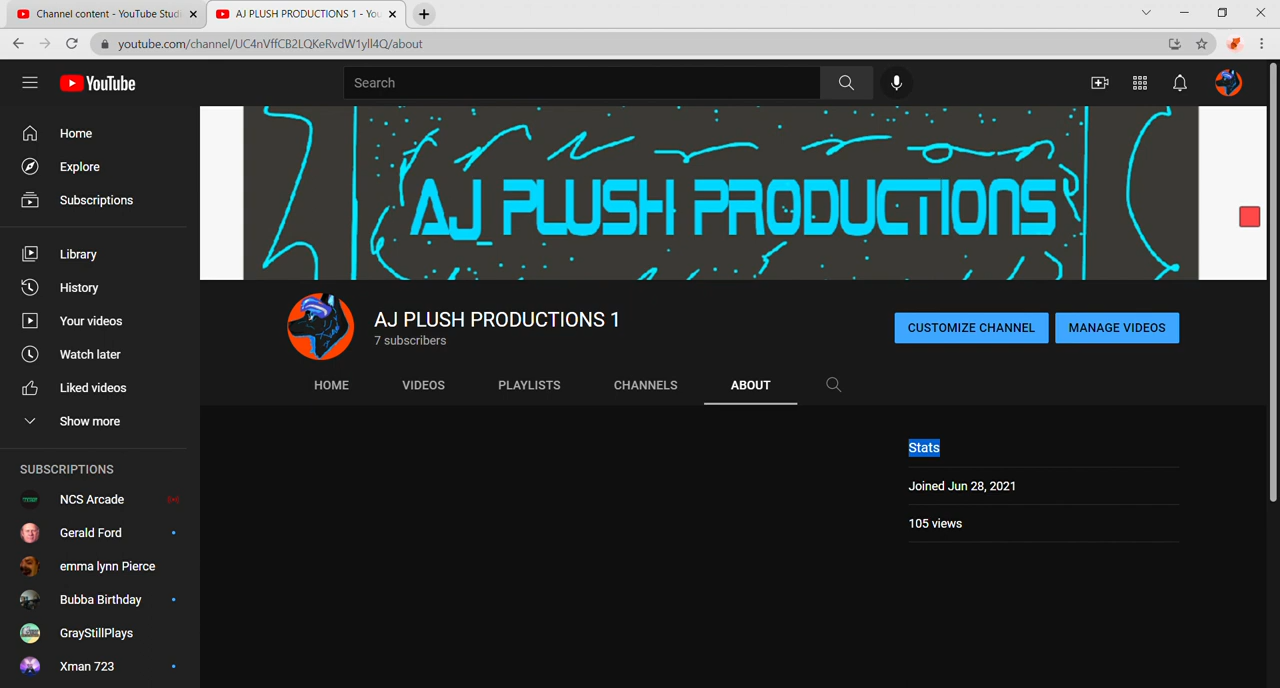 Channel content - YouTube Studi
AJ PLUSH PRODUCTIONS 1 - You
youtube.com/channel/UC4nVffCB2LQKeRvdW1yll4Q/about
YouTube
Search
Home
Explore
Subscriptions
Library
History
Your videos
Watch later
Liked videos
Show more
SUBSCRIPTIONS
NCS Arcade
Gerald Ford
emma lynn Pierce
Bubba Birthday
GrayStillPlays
Xman 723
AJ_PLUSH PRODUCTIONS
AJ PLUSH PRODUCTIONS 1
7 subscribers
CUSTOMIZE CHANNEL
MANAGE VIDEOS
HOME VIDEOS PLAYLISTS CHANNELS ABOUT
Stats
Joined Jun 28, 2021
105 views